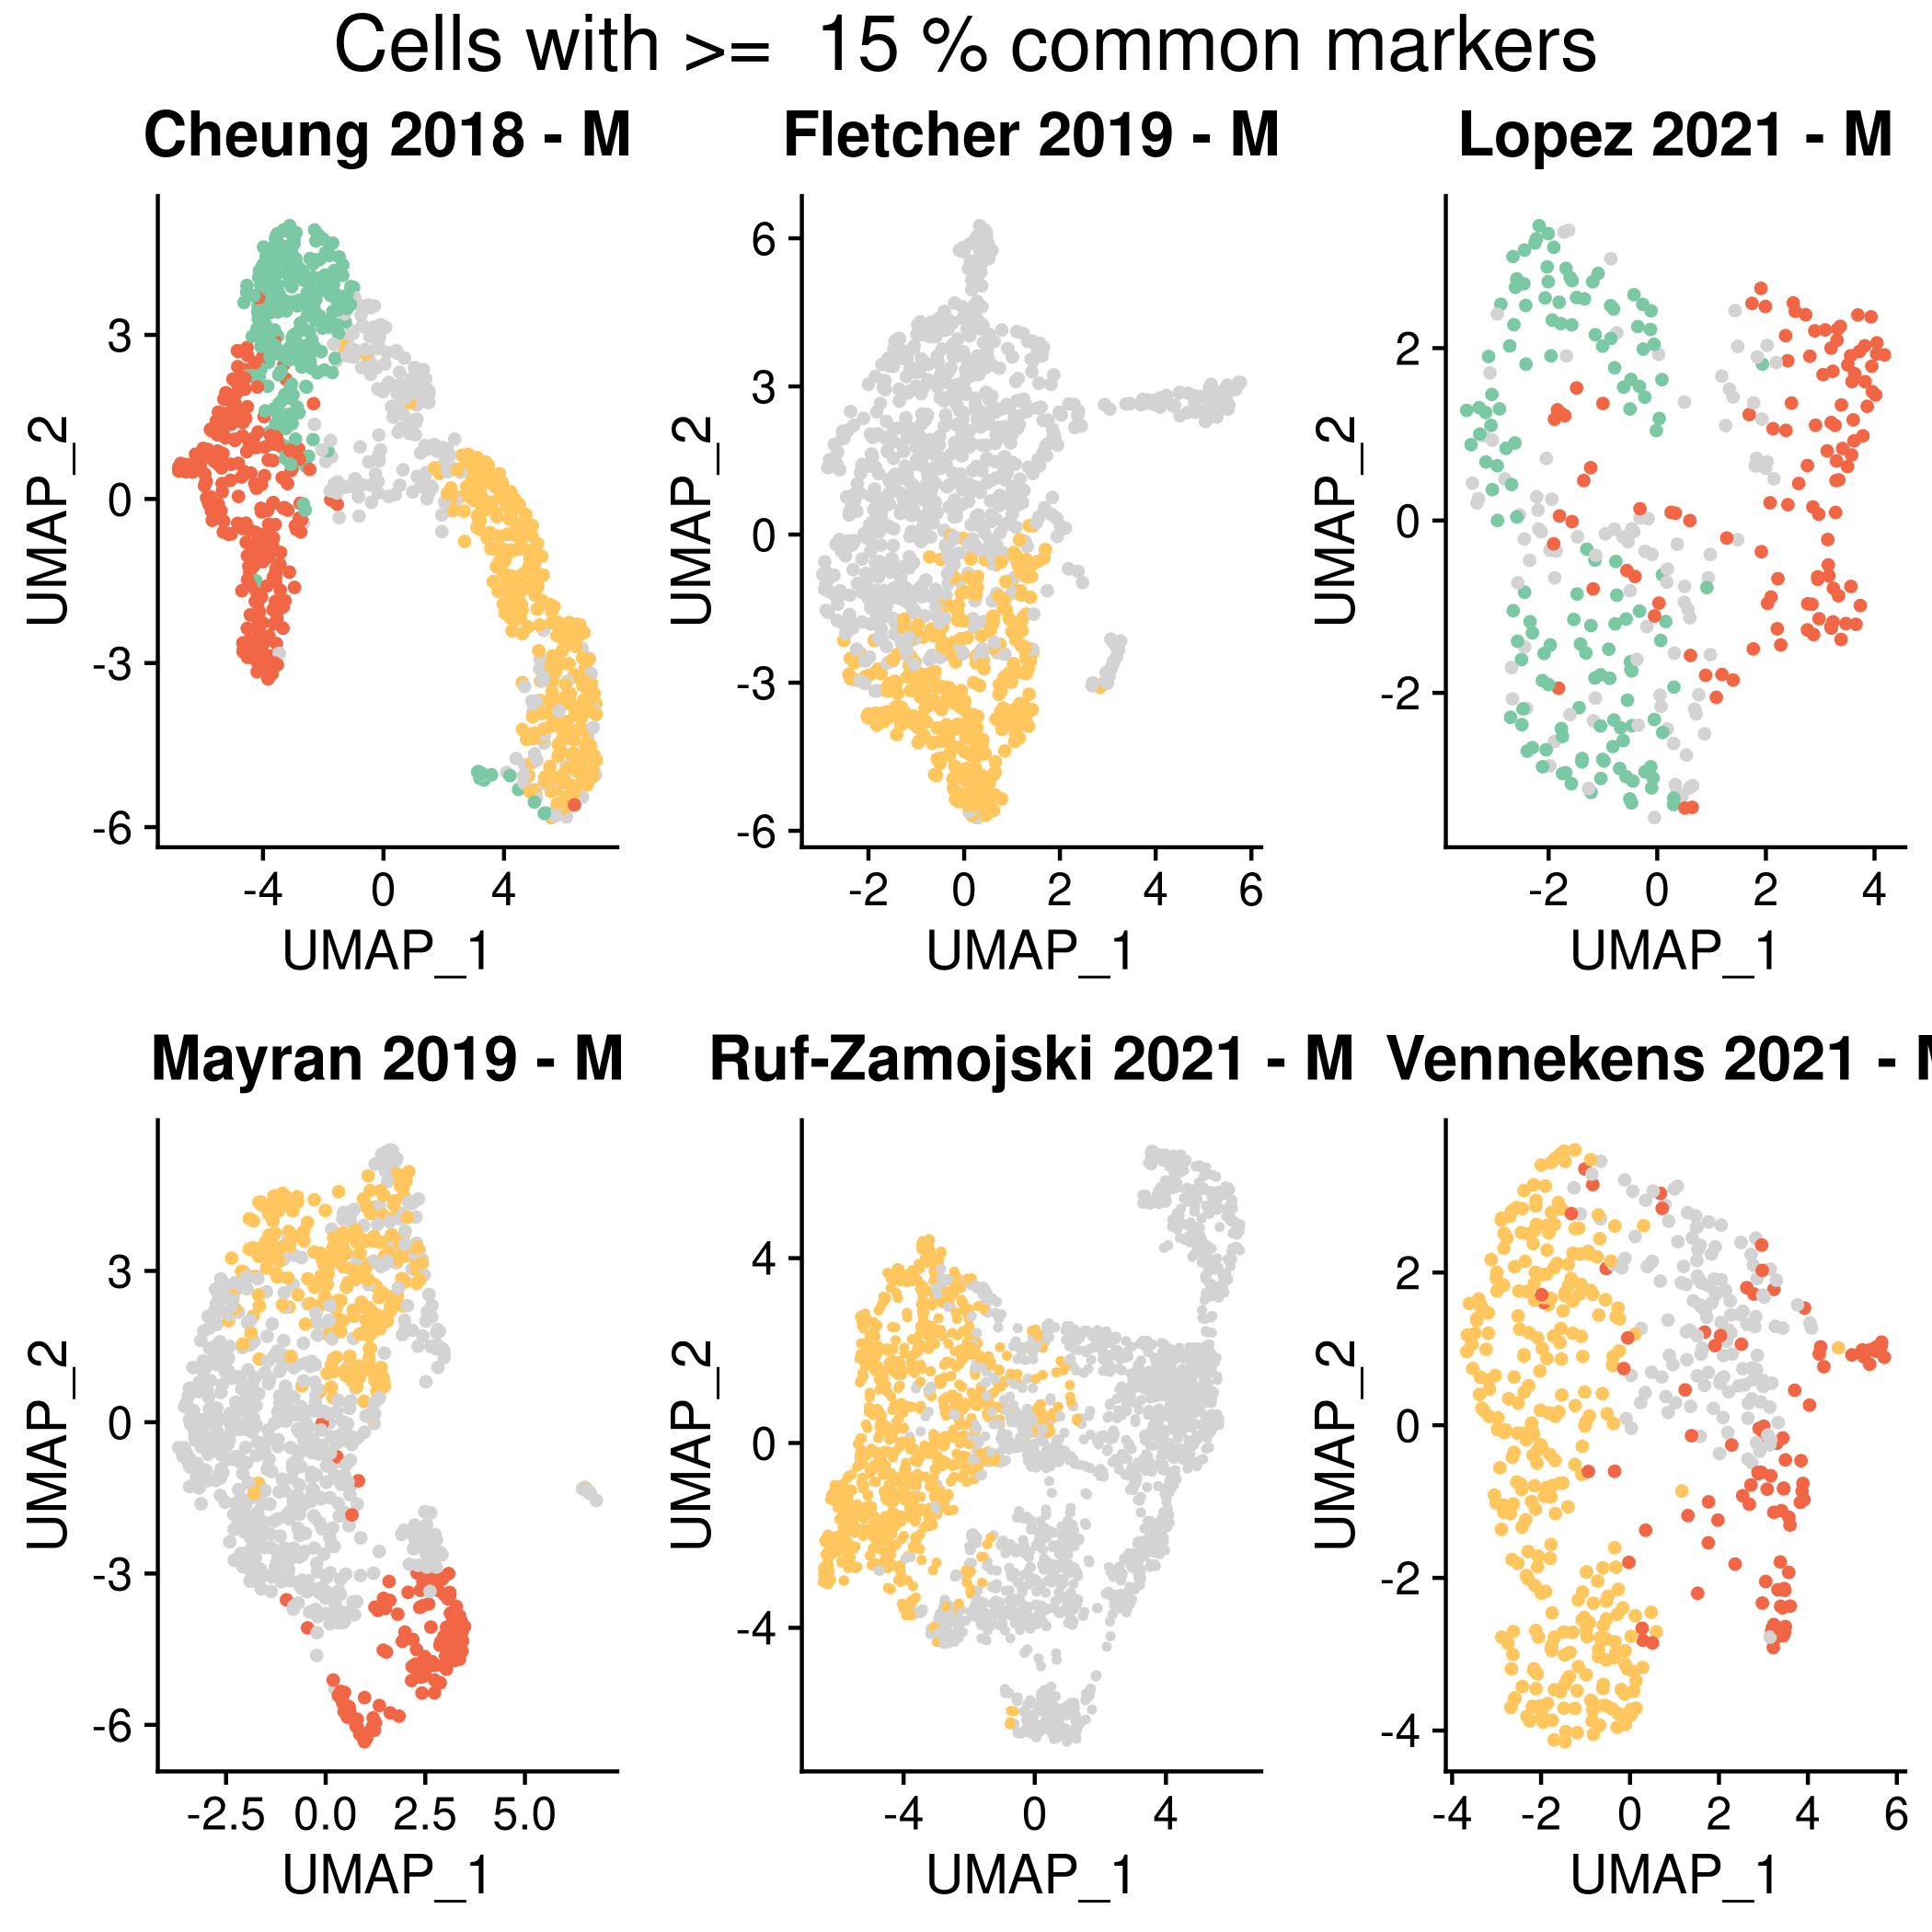 Cells with >=  15 % common markers
Cheung 2018 - M
Fletcher 2019 - M
Lopez 2021 - M
UMAP_2
3
0
-3
-6
-4
0
4
UMAP_1
UMAP_2
6
3
0
-3
-6
-2
0
2
4
6
UMAP_1
UMAP_2
2
0
-2
-2
0
2
4
UMAP_1
Mayran 2019 - M
Ruf-Zamojski 2021 - M
Vennekens 2021 - M
UMAP_2
3
0
-3
-6
-2.5
0.0
2.5
5.0
UMAP_1
UMAP_2
4
0
-4
-4
0
4
UMAP_1
UMAP_2
2
0
-2
-4
-4
-2
0
2
4
6
UMAP_1